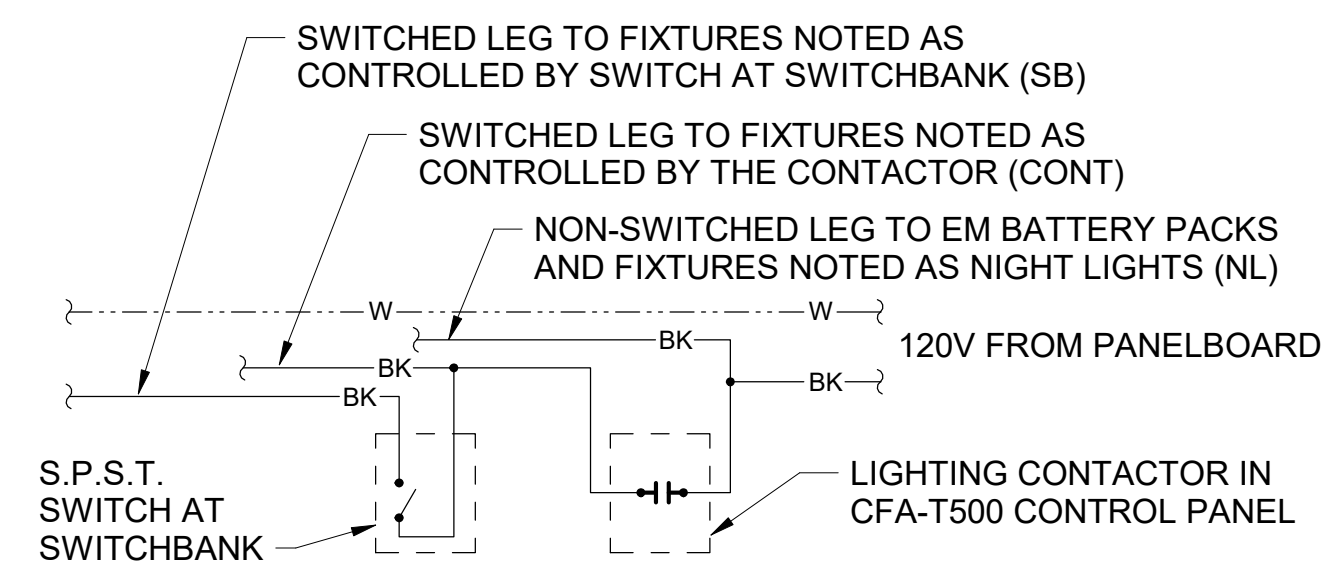 SWITCHED LEG TO FIXTURES NOTED AS
CONTROLLED BY SWITCH AT SWITCHBANK (SB)
SWITCHED LEG TO FIXTURES NOTED AS
CONTROLLED BY THE CONTACTOR (CONT)
NON-SWITCHED LEG TO EM BATTERY PACKS
AND FIXTURES NOTED AS NIGHT LIGHTS (NL)
W
W
BK
120V FROM PANELBOARD
BK
BK
BK
S.P.S.T.
SWITCH AT
SWITCHBANK
LIGHTING CONTACTOR IN
CFA-T500 CONTROL PANEL